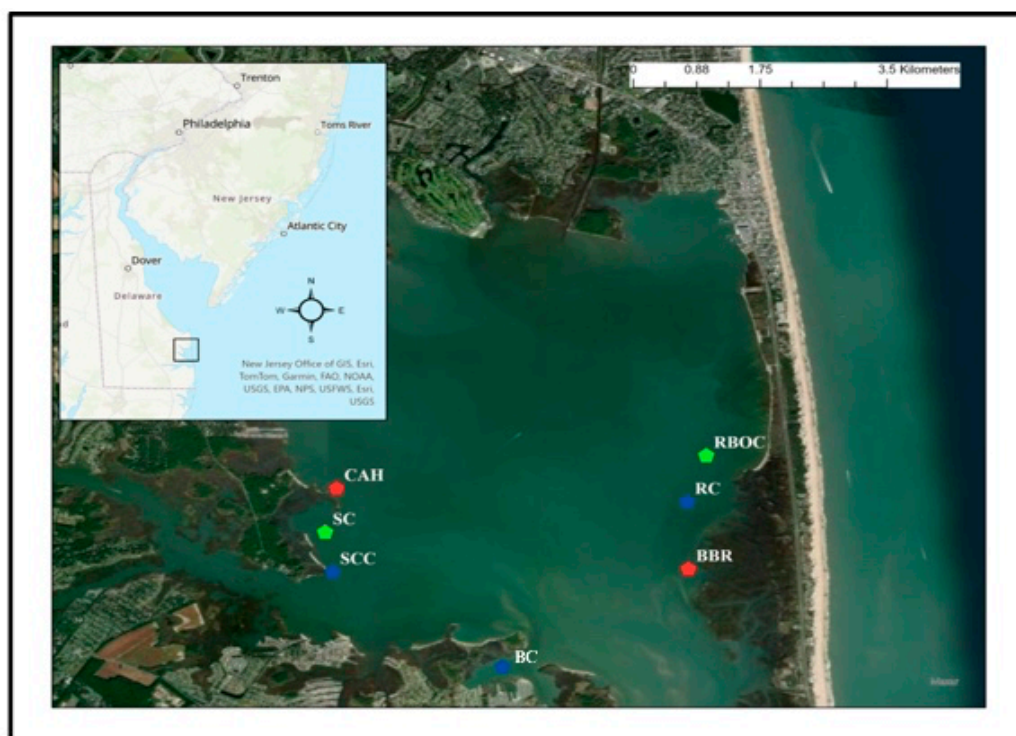 0 0.88 1.75 3.5 Kilometers
Trenton
Philadelphia
Toms River
New Jersey
Atlantic City
Dover
Delaware
N
W E
S
d
New Jersey Office of GIS, Esri,
TomTom, Garmin, FAO, NOAA,
USGS, EPA, NPS, USFWS, Esri,
USGS
RBOC
CAH
RC
SC
SCC
BBR
BC